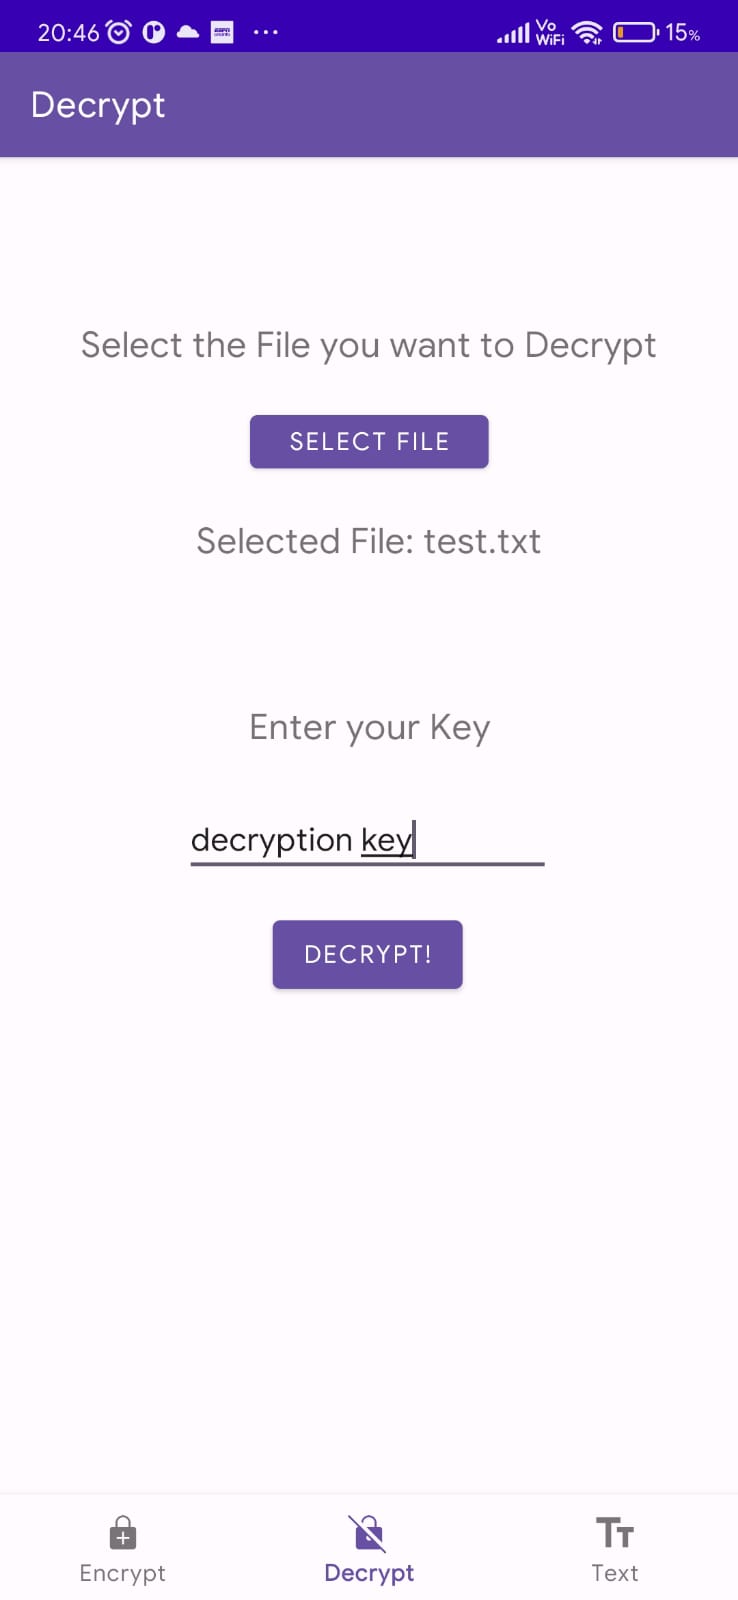 20:46
Vo
WiFi
15%
Decrypt
Select the File you want to Decrypt
SELECT FILE
Selected File: test.txt
Enter your Key
decryption key
DECRYPT!
Encrypt
Decrypt
Tт
Text